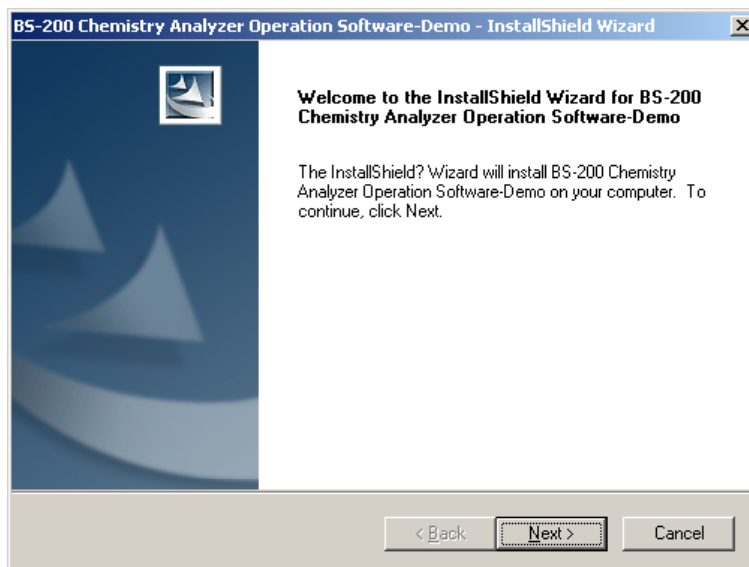 BS-200 Chemistry Analyzer Operation Software-Demo - InstallShield Wizard
Welcome to the InstallShield Wizard for BS-200
Chemistry Analyzer Operation Software-Demo
The InstallShield? Wizard will install BS-200 Chemistry
Analyzer Operation Software-Demo on your computer. To
continue, click Next.
< Back
Next >
Cancel